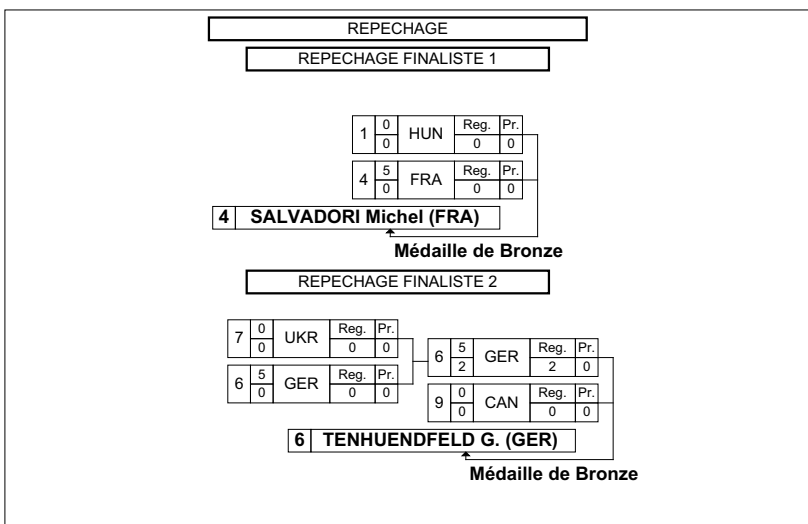 REPECHAGE
REPECHAGE FINALISTE 1
1 0 HUN Reg. Pr.
0 0 0
4 5 FRA Reg. Pr.
0 0 0
4 SALVADORI Michel (FRA)
Médaille de Bronze
REPECHAGE FINALISTE 2
7 0 UKR Reg. Pr.
0 0 0
6 5 GER Reg. Pr.
0 0 0
6 5 GER Reg. Pr.
2 2 0
9 0 CAN Reg. Pr.
0 0 0
6 TENHUENDFELD G. (GER)
Médaille de Bronze